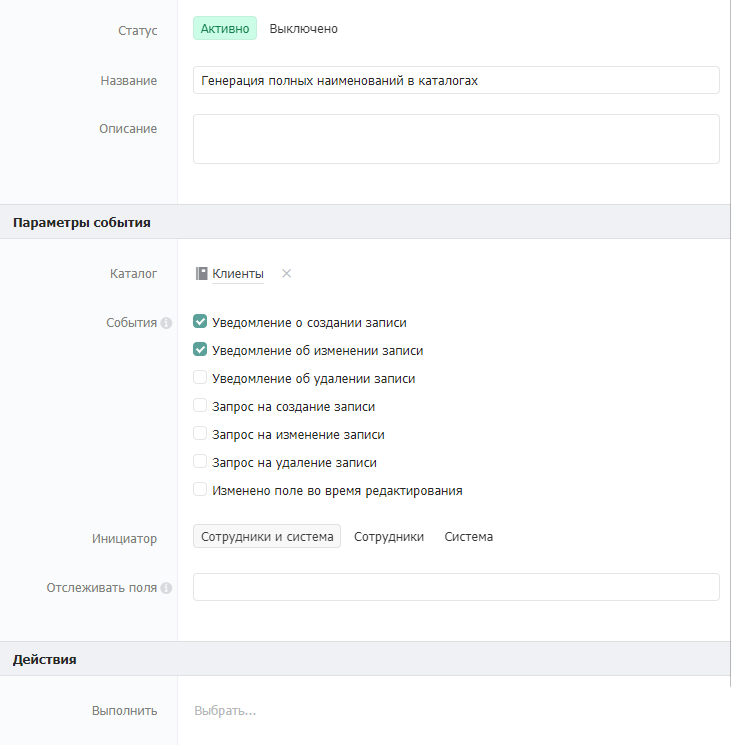 Статус Активно Выключено
Название Генерация полных наименований в каталогах
Описание
Параметры события
Каталог Клиенты
События Уведомление о создании записи
Уведомление об изменении записи
Уведомление об удалении записи
Запрос на создание записи
Запрос на изменение записи
Запрос на удаление записи
Изменено поле во время редактирования
Инициатор Сотрудники и система Сотрудники Система
Отслеживать поля
Действия
Выполнить Выбрать...